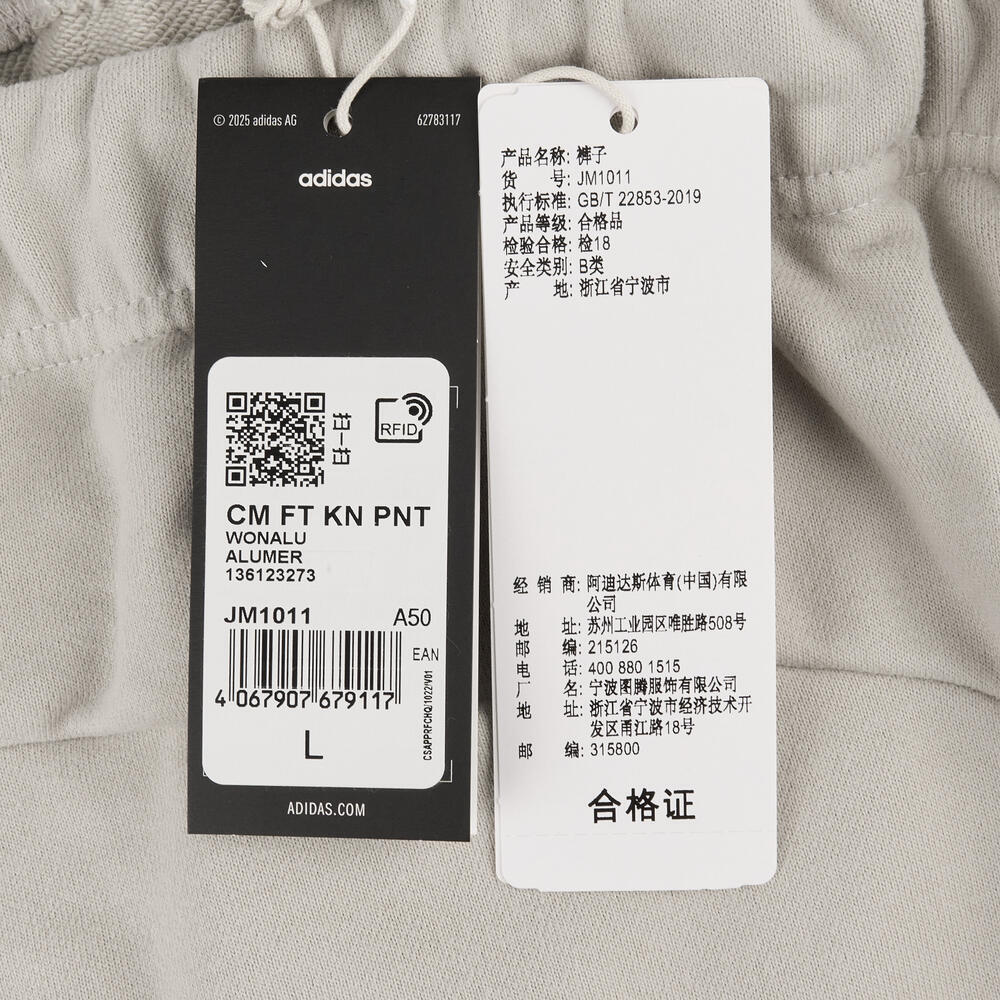 © 2025 adidas AG
62783117
adidas
扫一扫
RFID
CM FT KN PNT
WONALU
ALUMER
136123273
JM1011
A50
EAN
4 067907 679117
CSAPPRFCHQ/1022/V01
L
ADIDAS.COM
产品名称: 裤子
货 号: JM1011
执行标准: GB/T 22853-2019
产品等级: 合格品
检验合格: 检18
安全类别: B类
产 地: 浙江省宁波市
经 销 商: 阿迪达斯体育(中国)有限
公司
地 址: 苏州工业园区唯胜路508号
邮 编: 215126
电 话: 400 880 1515
厂 名: 宁波图腾服饰有限公司
地 址: 浙江省宁波市经济技术开
发区甬江路18号
邮 编: 315800
合格证